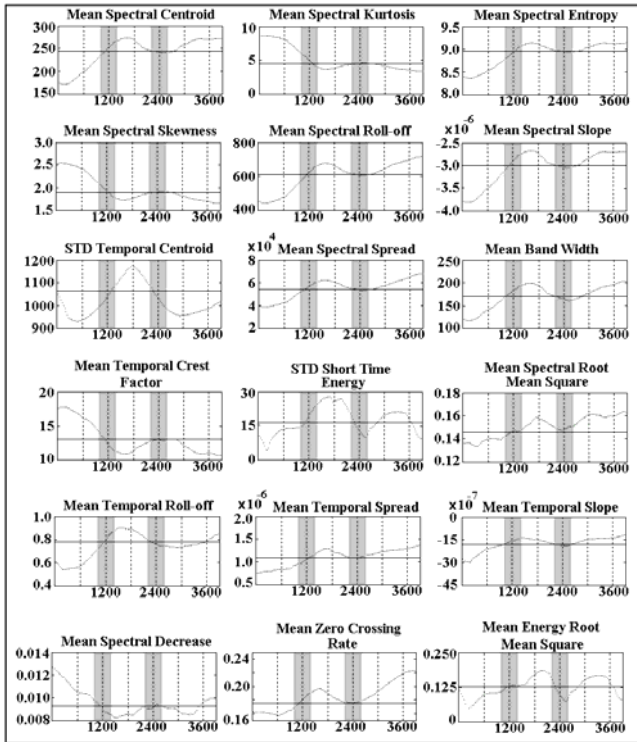 Mean Spectral Centroid
300
250
200
150
1200 2400 3600
Mean Spectral Kurtosis
10
5
0
1200 2400 3600
Mean Spectral Entropy
9.5
9.0
8.5
8.0
1200 2400 3600
Mean Spectral Skewness
3.0
2.5
2.0
1.5
1200 2400 3600
Mean Spectral Roll-off
800
600
400
1200 2400 3600
×10^-6
Mean Spectral Slope
-2.5
-3.0
-3.5
-4.0
1200 2400 3600
STD Temporal Centroid
1200
1100
1000
900
1200 2400 3600
×10^4
Mean Spectral Spread
8
6
4
2
1200 2400 3600
Mean Band Width
250
200
150
100
1200 2400 3600
Mean Temporal Crest
Factor
20
15
10
1200 2400 3600
STD Short Time
Energy
30
15
0
1200 2400 3600
Mean Spectral Root
Mean Square
0.18
0.16
0.14
0.12
1200 2400 3600
Mean Temporal Roll-off
1.0
0.8
0.6
0.4
1200 2400 3600
×10^-6
Mean Temporal Spread
2.0
1.5
1.0
0.5
1200 2400 3600
×10^-7
Mean Temporal Slope
0
-15
-30
-45
1200 2400 3600
Mean Spectral Decrease
0.014
0.012
0.010
0.008
1200 2400 3600
Mean Zero Crossing
Rate
0.24
0.20
0.16
1200 2400 3600
Mean Energy Root
Mean Square
0.250
0.125
0
1200 2400 3600